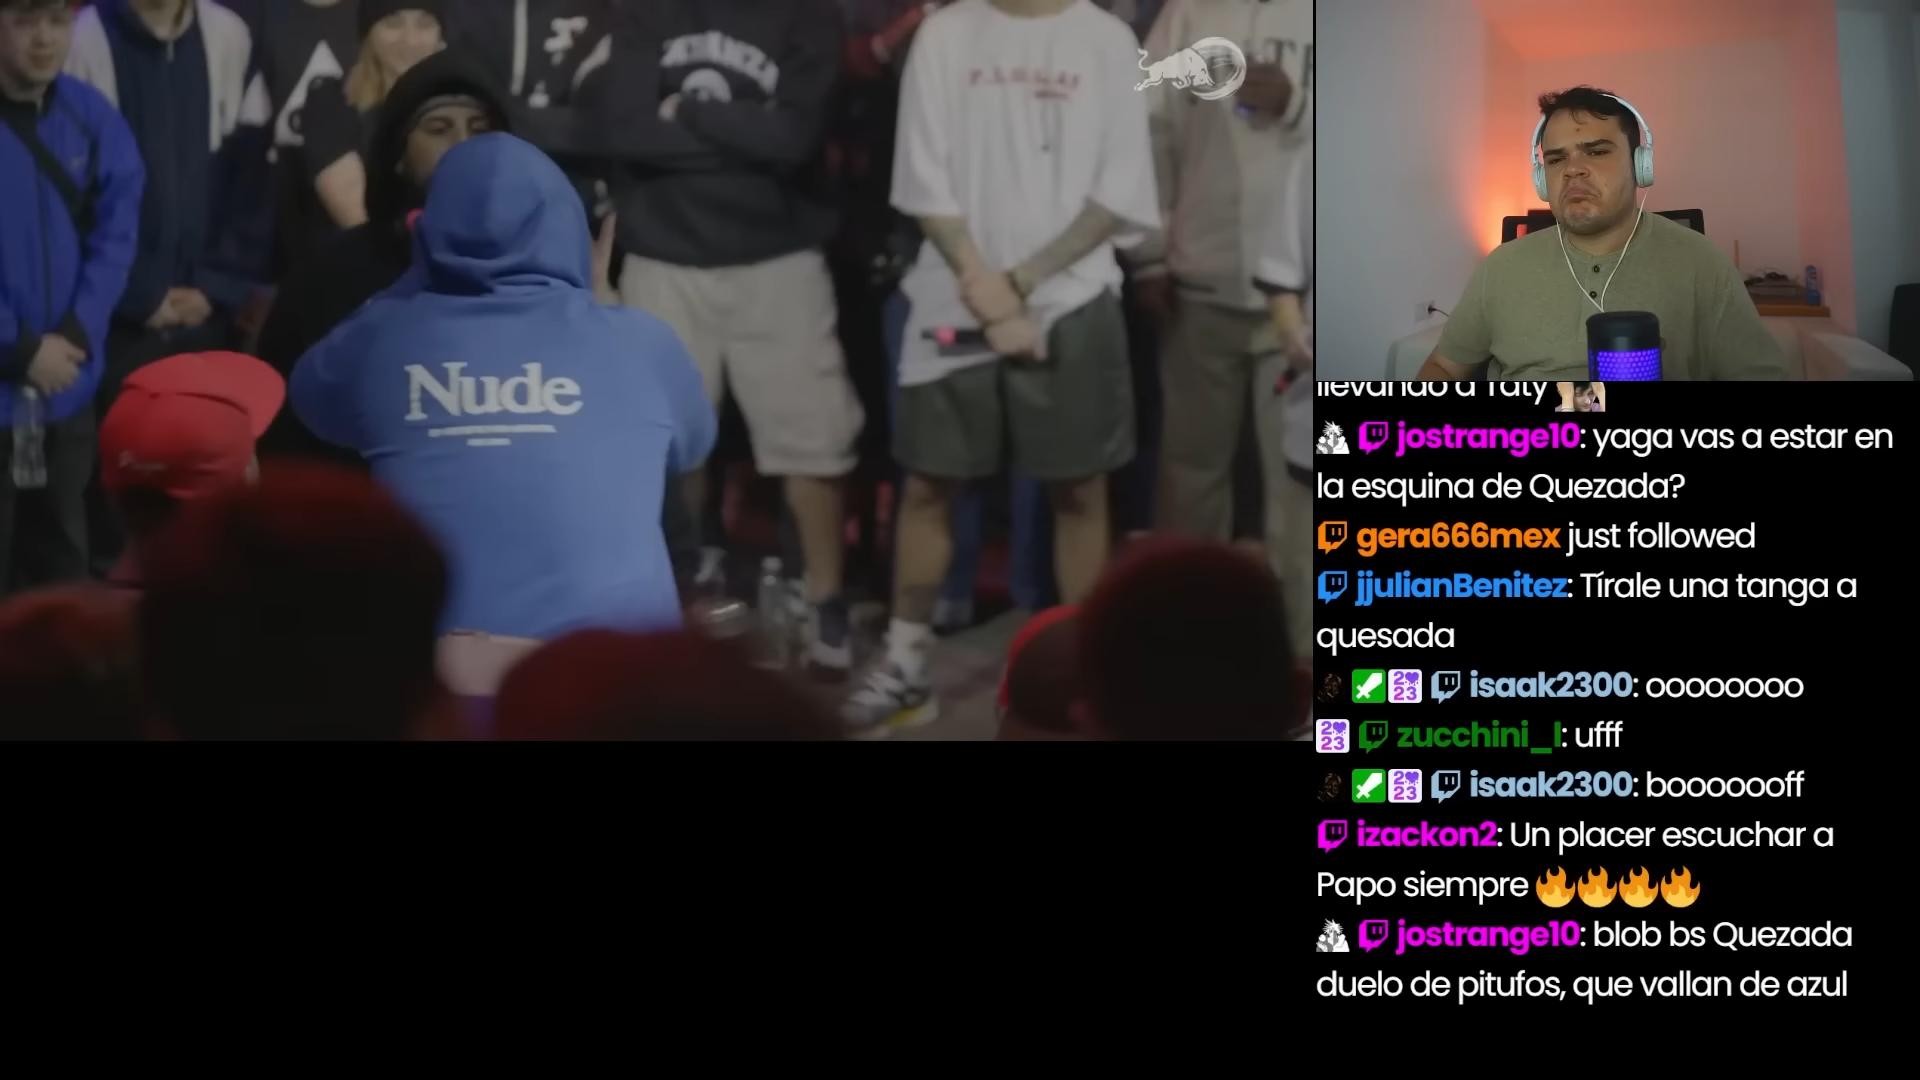 Nude
llevando a Taty
jostrange10: yaga vas a estar en
la esquina de Quezada?
gera666mex just followed
jjulianBenitez: Tírale una tanga a
quesada
isaak2300: oooooooo
zucchini_l: ufff
isaak2300: boooooooff
izackon2: Un placer escuchar a
Papo siempre 🔥🔥🔥🔥
jostrange10: blob bs Quezada
duelo de pitufos, que vallan de azul